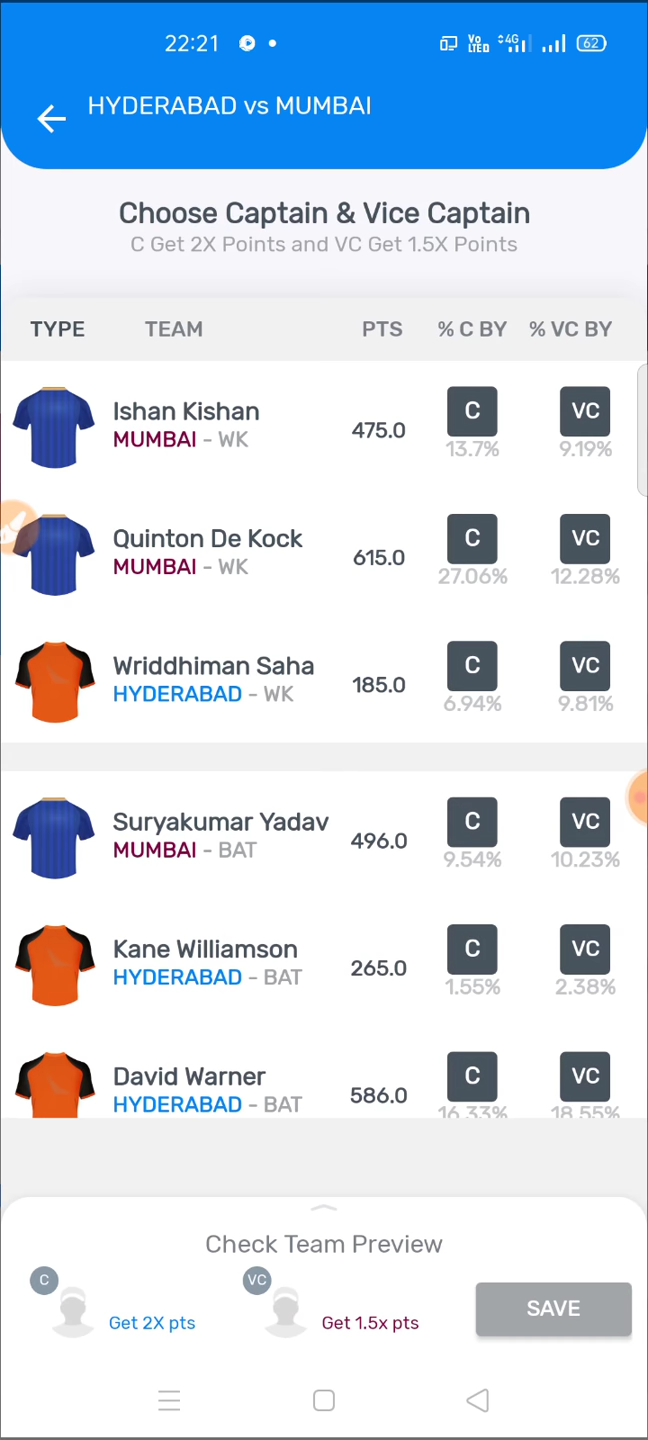 22:21
Vo
LTED
4G
62
HYDERABAD vs MUMBAI
Choose Captain & Vice Captain
C Get 2X Points and VC Get 1.5X Points
TYPE TEAM PTS % C BY % VC BY
Ishan Kishan
MUMBAI - WK
475.0
C
13.7%
VC
9.19%
Quinton De Kock
MUMBAI - WK
615.0
C
27.06%
VC
12.28%
Wriddhiman Saha
HYDERABAD - WK
185.0
C
6.94%
VC
9.81%
Suryakumar Yadav
MUMBAI - BAT
496.0
C
9.54%
VC
10.23%
Kane Williamson
HYDERABAD - BAT
265.0
C
1.55%
VC
2.38%
David Warner
HYDERABAD - BAT
586.0
C
16.33%
VC
18.55%
Check Team Preview
C
Get 2X pts
VC
Get 1.5x pts
SAVE